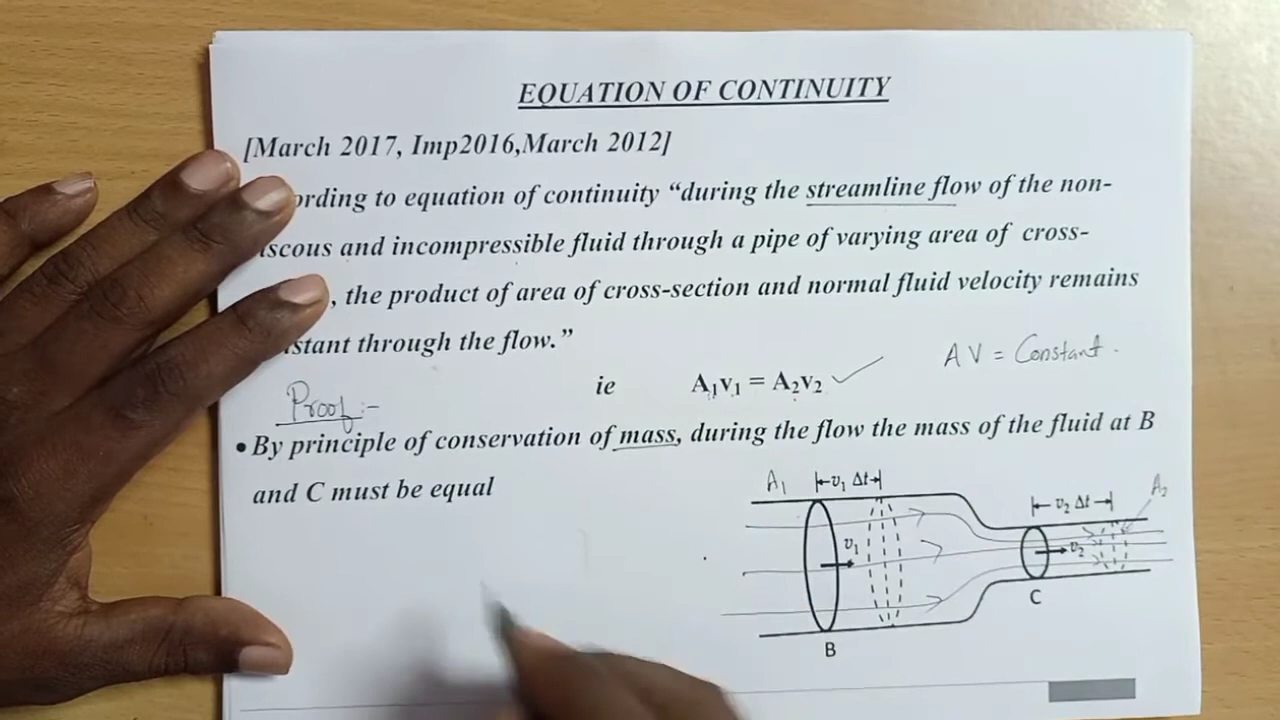 EQUATION OF CONTINUITY
[March 2017, Imp2016,March 2012]
to equation of continuity “during the streamline flow of the non-
and incompressible fluid through a pipe of varying area of cross-
, the product of area of cross-section and normal fluid velocity remains
through the flow.”
AV = Constant.
ie A₁v₁ = A₂v₂ ✓
Proof :-
• By principle of conservation of mass, during the flow the mass of the fluid at B
and C must be equal
A₁ v₁ Δt A₂
v₂ Δt
v₁ v₂
C
B